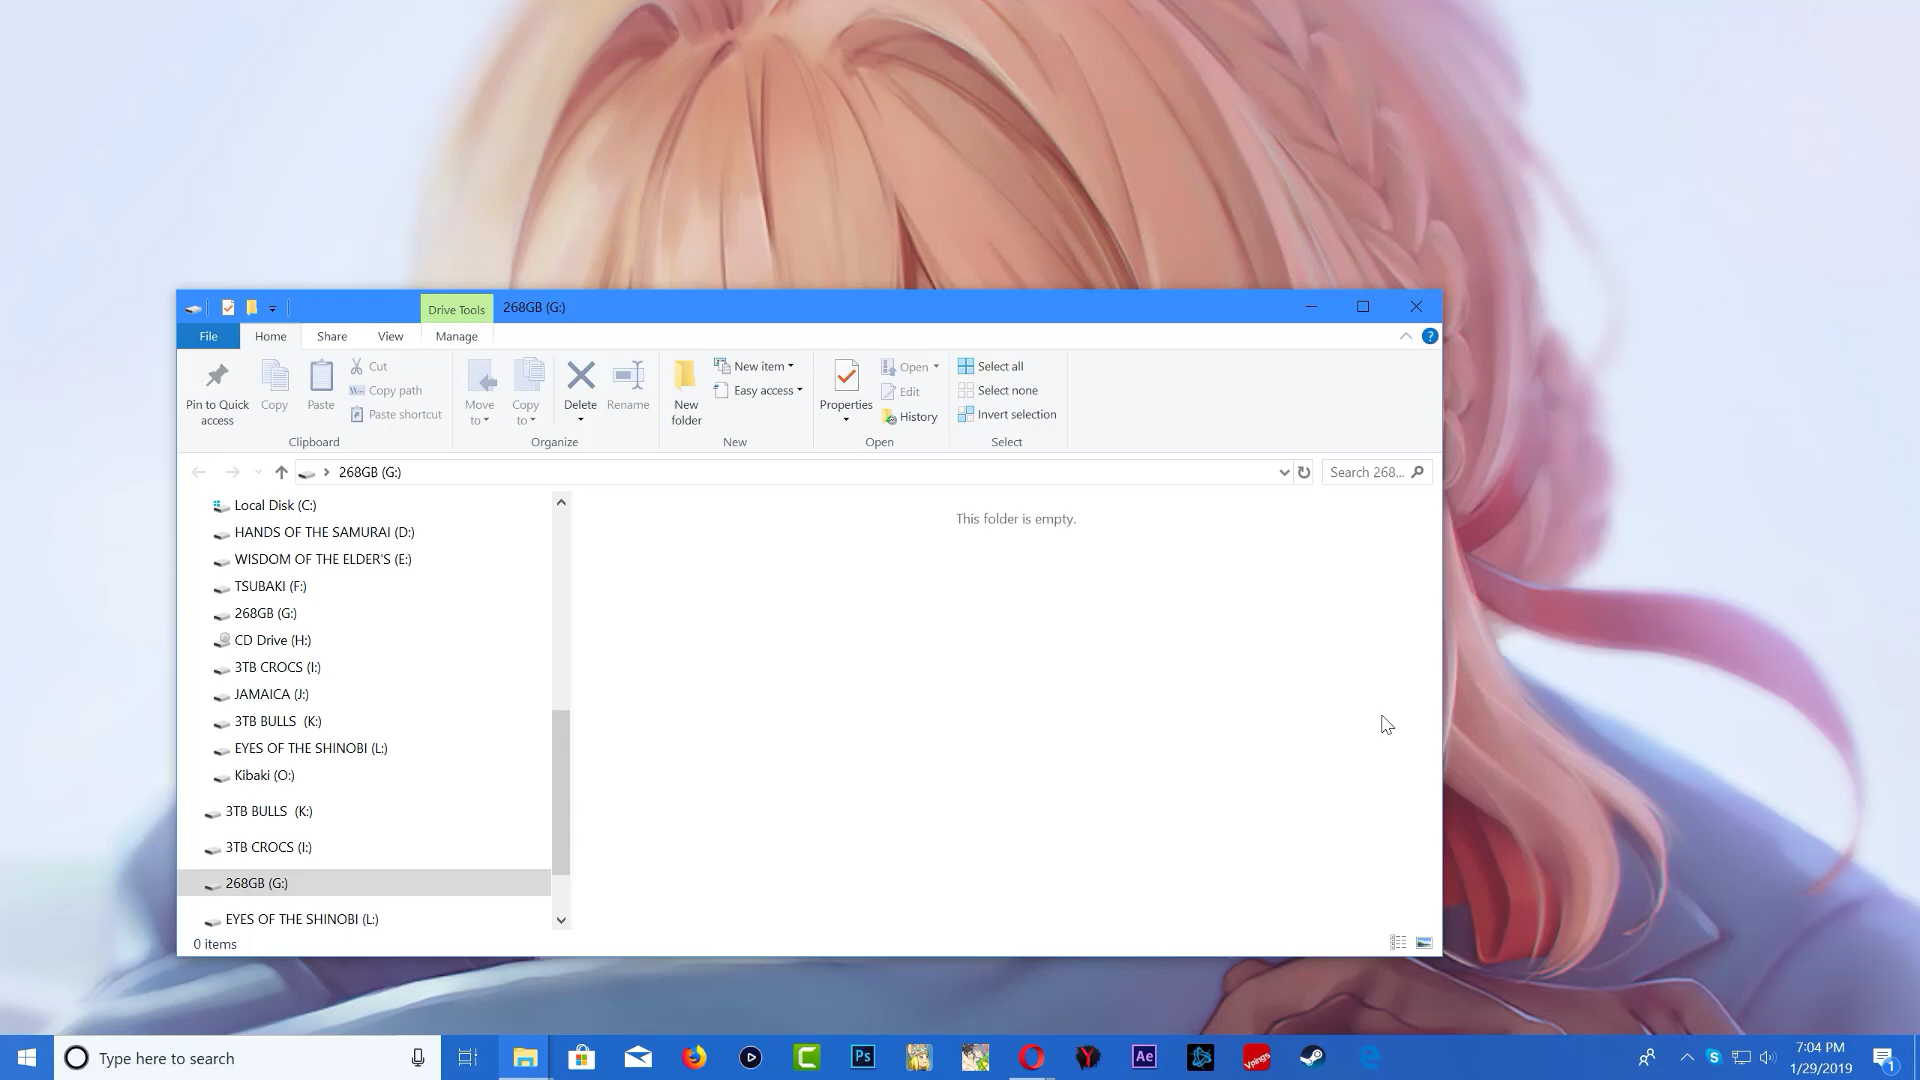 Drive Tools
268GB (G:)
File
Home
Share
View
Manage
Pin to Quick access
Copy
Paste
Cut
Copy path
Paste shortcut
Clipboard
Move to
Copy to
Delete
Rename
Organize
New folder
New item
Easy access
New
Properties
Open
Edit
History
Open
Select all
Select none
Invert selection
Select
268GB (G:)
Search 268...
Local Disk (C:)
HANDS OF THE SAMURAI (D:)
WISDOM OF THE ELDER'S (E:)
TSUBAKI (F:)
268GB (G:)
CD Drive (H:)
3TB CROCS (I:)
JAMAICA (J:)
3TB BULLS  (K:)
EYES OF THE SHINOBI (L:)
Kibaki (O:)
3TB BULLS  (K:)
3TB CROCS (I:)
268GB (G:)
EYES OF THE SHINOBI (L:)
This folder is empty.
0 items
Type here to search
Ps
Ae
Vpings
7:04 PM
1/29/2019
1